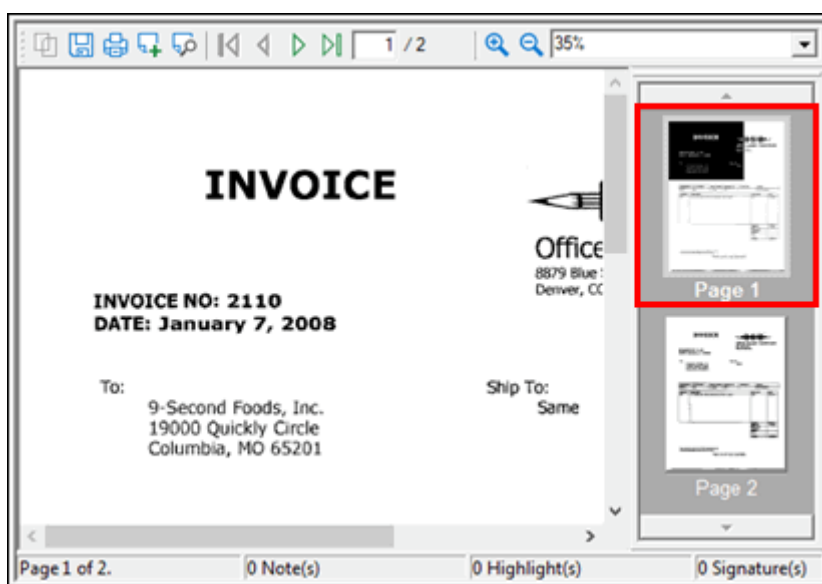 1 /2 35%
INVOICE
Office
8879 Blue
Denver, CC
INVOICE NO: 2110
DATE: January 7, 2008
To:
9-Second Foods, Inc.
19000 Quickly Circle
Columbia, MO 65201
Ship To:
Same
Page 1
Page 2
Page 1 of 2. 0 Note(s) 0 Highlight(s) 0 Signature(s)